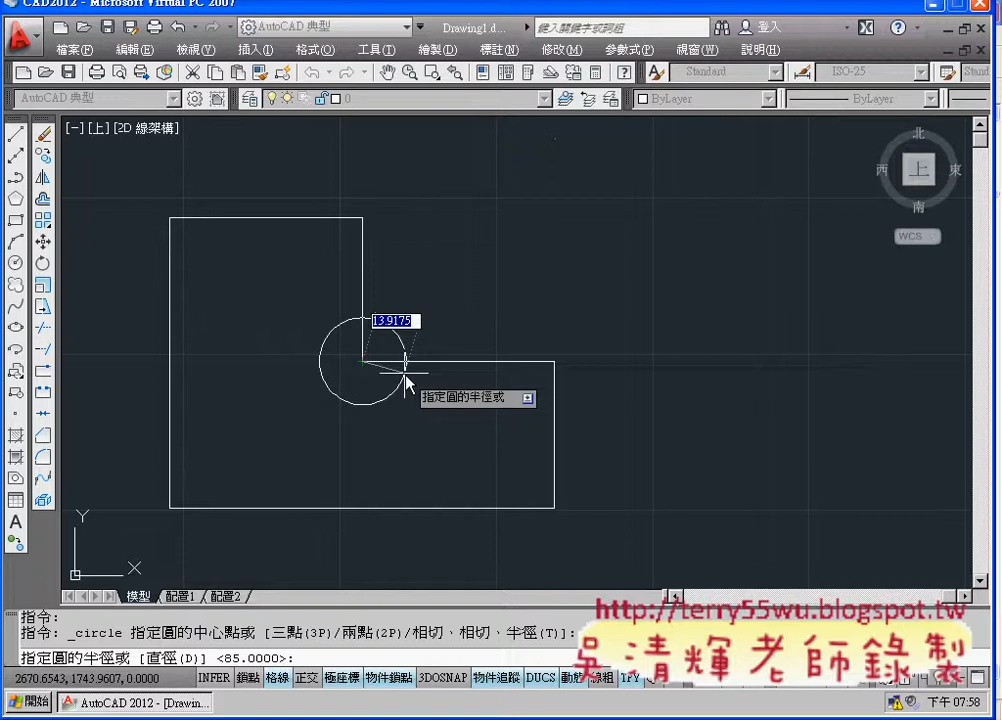 CAD2012 - Microsoft Virtual PC 2007
AutoCAD 典型
Drawing1.d...
鍵入關鍵字或詞組
登入
檔案(F) 編輯(E) 檢視(V) 插入(I) 格式(O) 工具(T) 繪製(D) 標註(N) 修改(M) 參數式(P) 視窗(W) 說明(H)
Standard
ISO-25
Stand
AutoCAD 典型
0
ByLayer
ByLayer
[−][上][2D 線架構]
北
西
上
東
南
WCS
13.9175
指定圓的半徑或
Y
X
模型
配置1
配置2
指令:
指令: _circle 指定圓的中心點或 [三點(3P)/兩點(2P)/相切、相切、半徑(T)]:
指定圓的半徑或 [直徑(D)] <85.0000>:
http://terry55wu.blogspot.tw
吳清輝老師錄製
2670.6543, 1743.9607, 0.0000
INFER 鎖點 格線 正交 極座標 物件鎖點 3DOSNAP 物件追蹤 DUCS
開始
AutoCAD 2012 - [Drawin...
下午 07:58